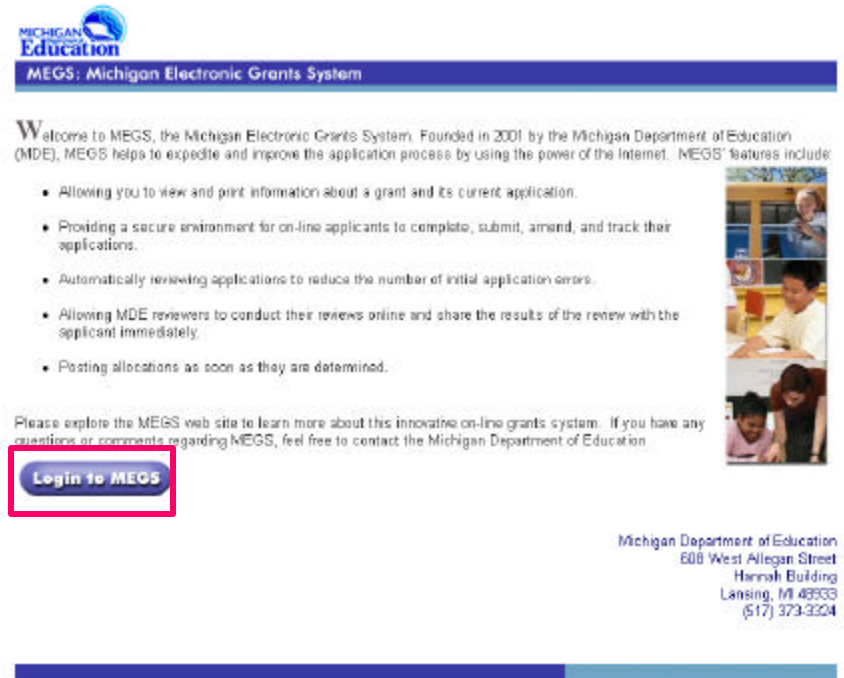 MICHIGAN
Education
MEGS: Michigan Electronic Grants System
Welcome to MEGS, the Michigan Electronic Grants System. Founded in 2001 by the Michigan Department of Education
(MDE), MEGS helps to expedite and improve the application process by using the power of the Internet. MEGS' features include:
• Allowing you to view and print information about a grant and its current application.
• Providing a secure environment for on-line applicants to complete, submit, amend, and track their
applications.
• Automatically reviewing applications to reduce the number of initial application errors.
• Allowing MDE reviewers to conduct their reviews online and share the results of the review with the
applicant immediately.
• Posting allocations as soon as they are determined.
Please explore the MEGS web site to learn more about this innovative on-line grants system. If you have any
questions or comments regarding MEGS, feel free to contact the Michigan Department of Education
Login to MEGS
Michigan Department of Education
608 West Allegan Street
Hannah Building
Lansing, MI 48933
(517) 373-3324